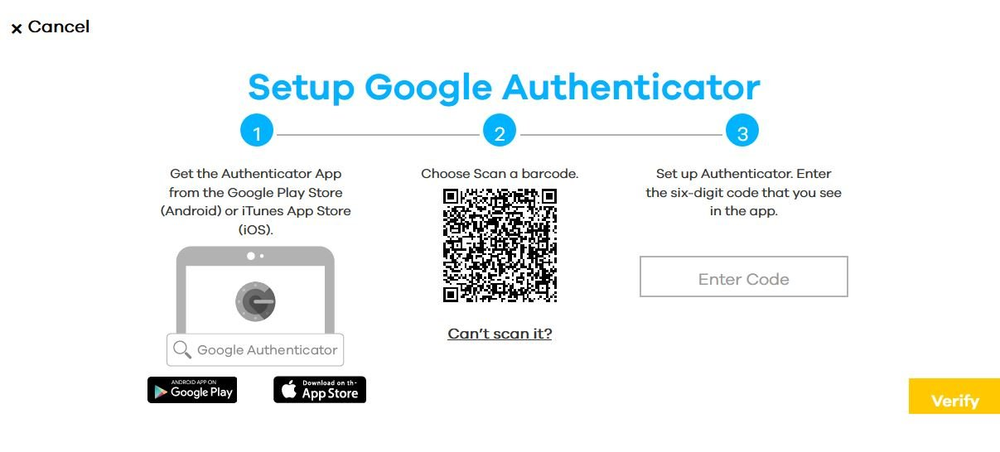 × Cancel
Setup Google Authenticator
1
2
3
Get the Authenticator App
from the Google Play Store
(Android) or iTunes App Store
(iOS).
Google Authenticator
ANDROID APP ON
Google Play
Download on th-
App Store
Choose Scan a barcode.
Can't scan it?
Set up Authenticator. Enter
the six-digit code that you see
in the app.
Enter Code
Verify